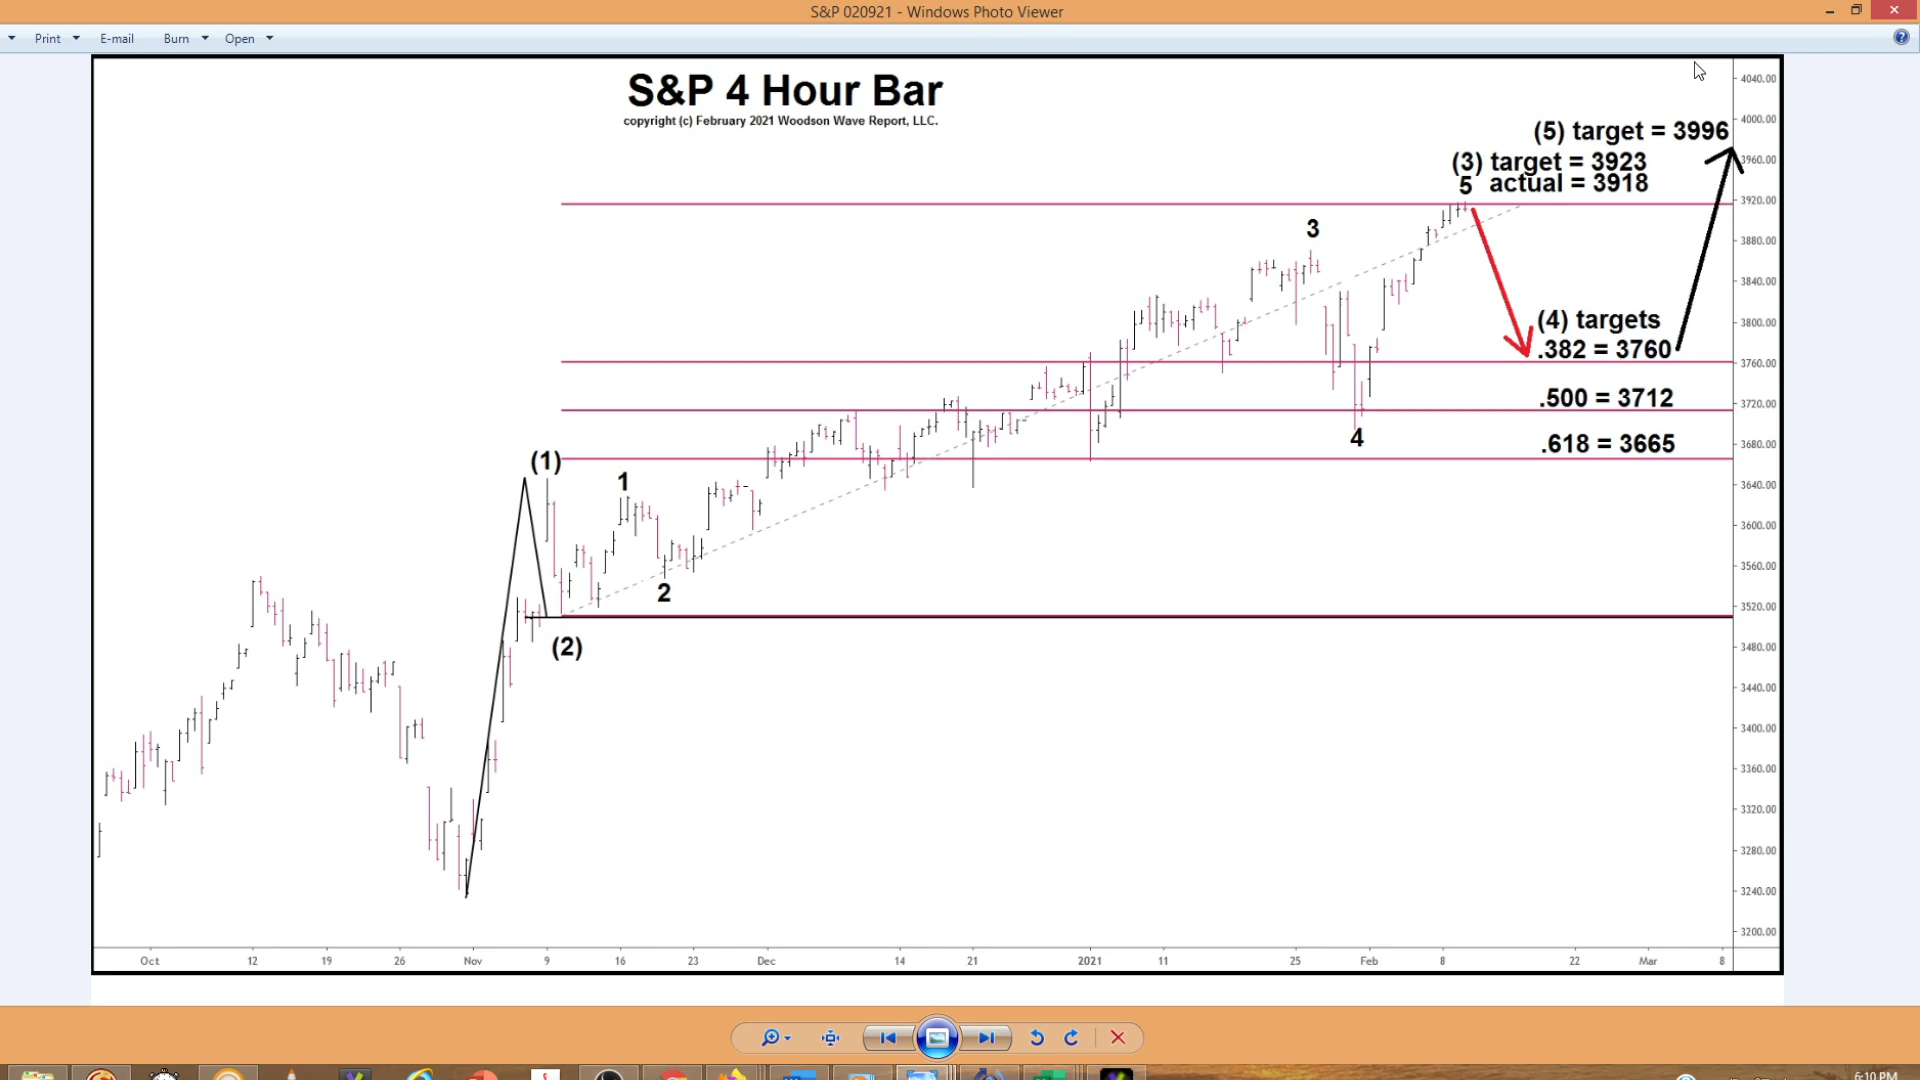 S&P 020921 - Windows Photo Viewer
Print
E-mail
Burn
Open
S&P 4 Hour Bar
copyright (c) February 2021 Woodson Wave Report, LLC.
(5) target = 3996
(3) target = 3923
5 actual = 3918
3
(4) targets
.382 = 3760
.500 = 3712
4
.618 = 3665
(1)
1
2
(2)
4040.00
4000.00
3960.00
3920.00
3880.00
3840.00
3800.00
3760.00
3720.00
3680.00
3640.00
3600.00
3560.00
3520.00
3480.00
3440.00
3400.00
3360.00
3320.00
3280.00
3240.00
3200.00
Oct 12 19 26 Nov 9 16 23 Dec 14 21 2021 11 25 Feb 8 22 Mar 8
6:10 PM